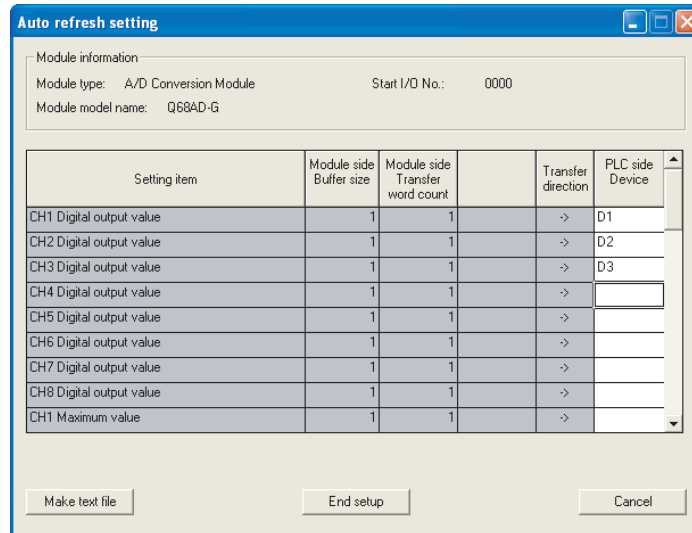 Auto refresh setting
Module information
Module type: A/D Conversion Module Start I/O No.: 0000
Module model name: Q68AD-G
Setting item Module side Buffer size Module side Transfer word count Transfer direction PLC side Device
CH1 Digital output value 1 1 -> D1
CH2 Digital output value 1 1 -> D2
CH3 Digital output value 1 1 -> D3
CH4 Digital output value 1 1 ->
CH5 Digital output value 1 1 ->
CH6 Digital output value 1 1 ->
CH7 Digital output value 1 1 ->
CH8 Digital output value 1 1 ->
CH1 Maximum value 1 1 ->
Make text file End setup Cancel